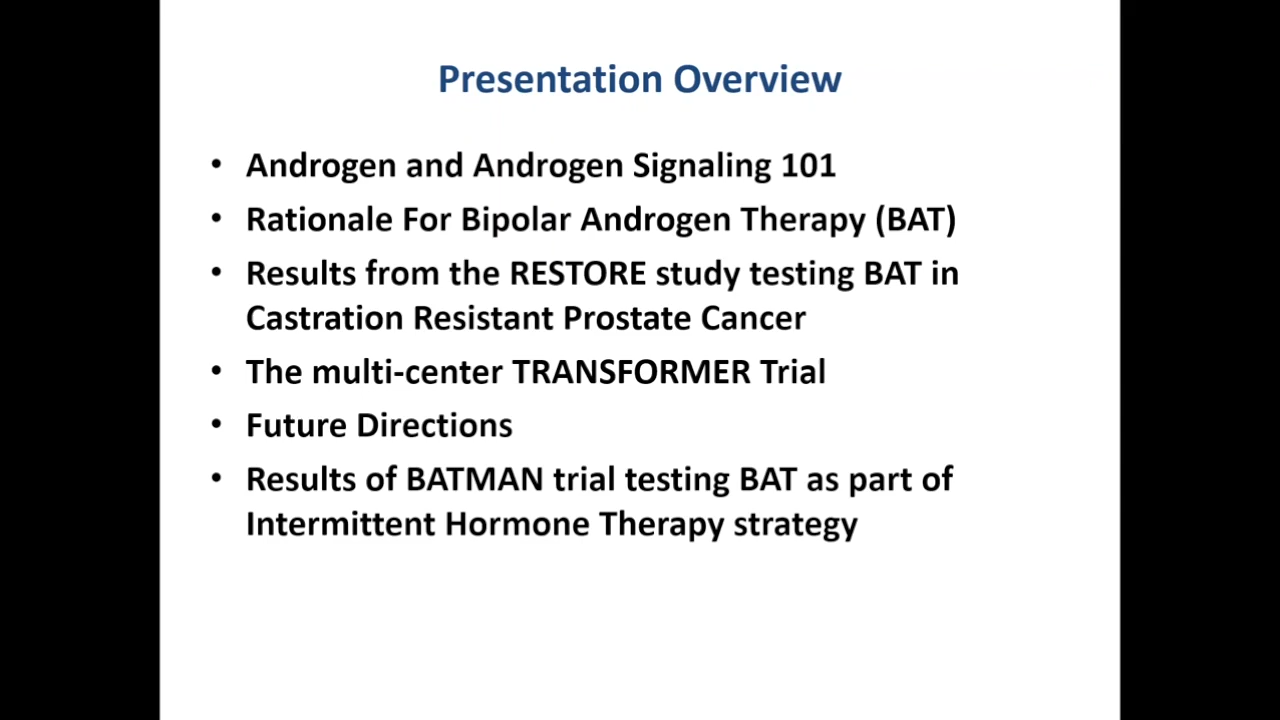 Presentation Overview
• Androgen and Androgen Signaling 101
• Rationale For Bipolar Androgen Therapy (BAT)
• Results from the RESTORE study testing BAT in
Castration Resistant Prostate Cancer
• The multi-center TRANSFORMER Trial
• Future Directions
• Results of BATMAN trial testing BAT as part of
Intermittent Hormone Therapy strategy